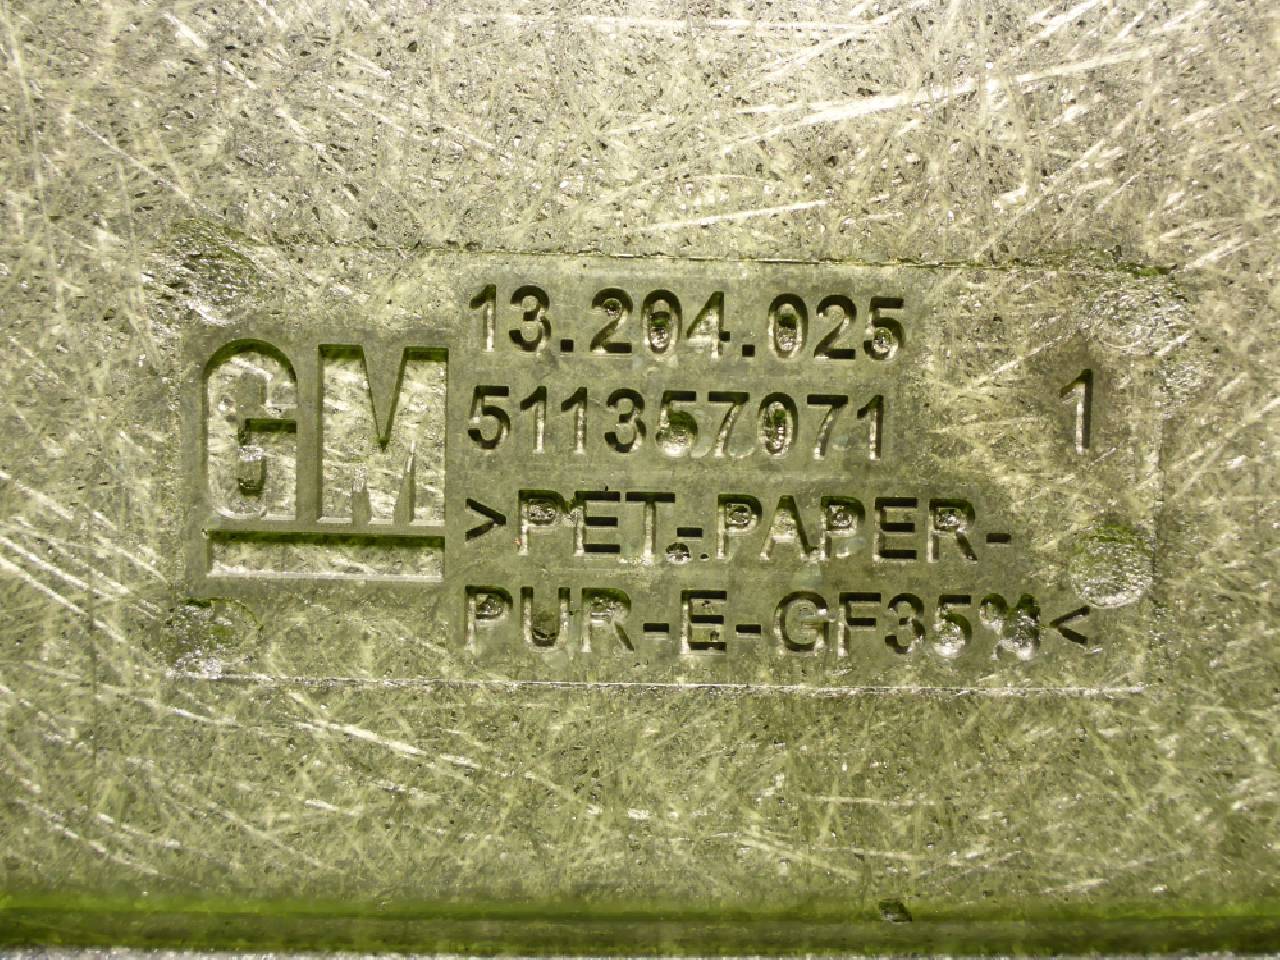 GM
13.204.025
511357071 1
>PET-PAPER-
PUR-E-GF35%<